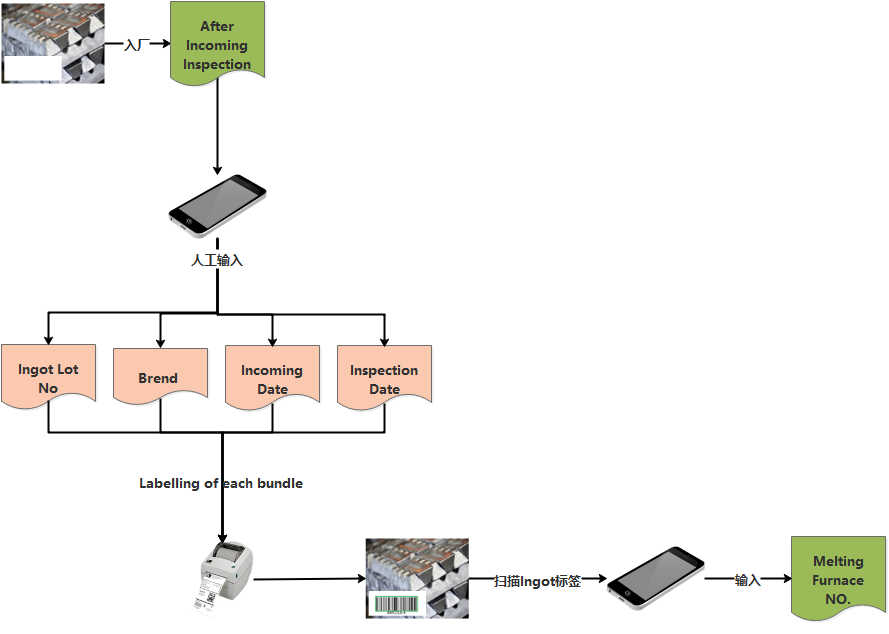 入厂
After
Incoming
Inspection
人工输入
Ingot Lot
No
Brend
Incoming
Date
Inspection
Date
Labelling of each bundle
扫描Ingot标签
输入
Melting
Furnace
NO.